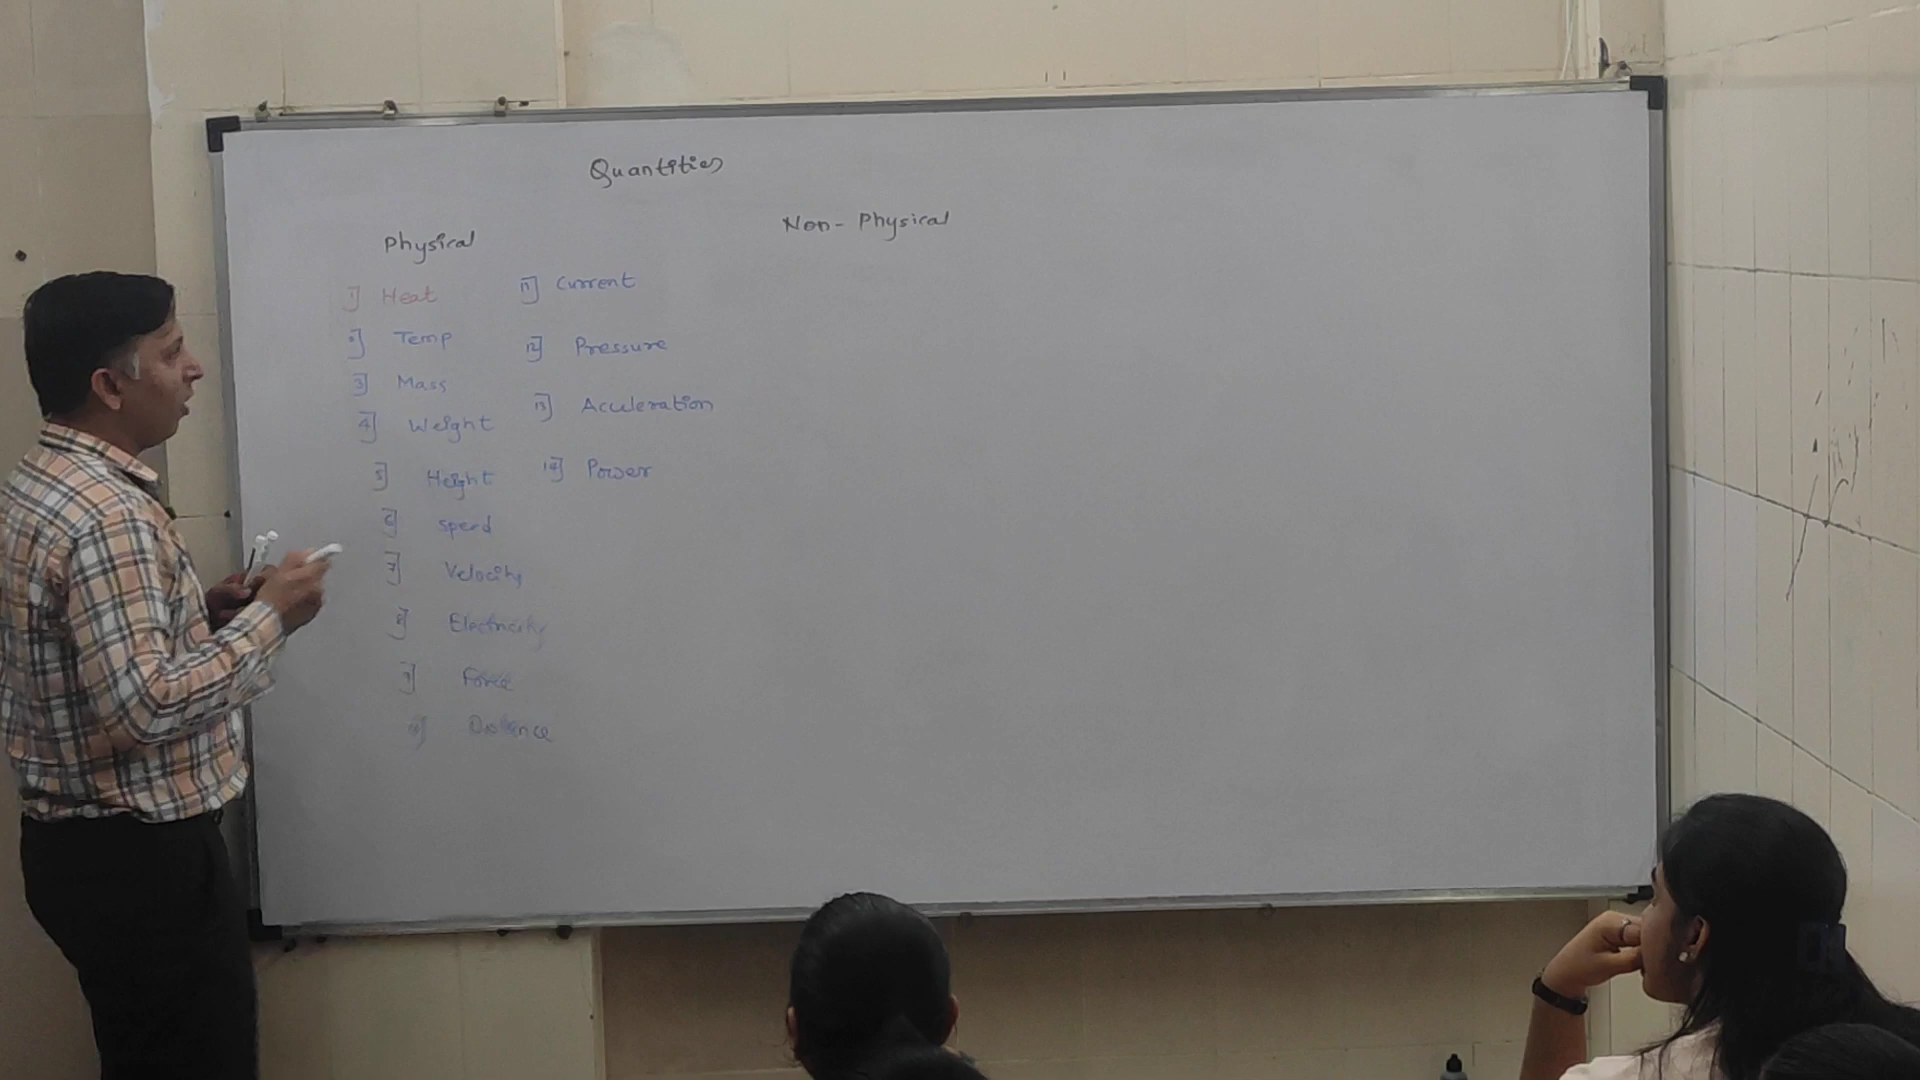 Quantities
Physical
Non - Physical
1] Heat
2] Temp
3] Mass
4] Weight
5] Height
6] Speed
7] Velocity
8] Electricity
9] Force
10] Distance
11] Current
12] Pressure
13] Acculeration
14] Power